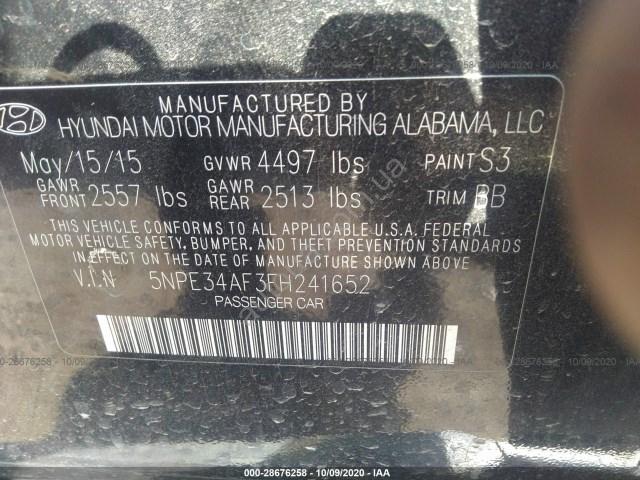 MANUFACTURED BY
HYUNDAI MOTOR MANUFACTURING ALABAMA, LLC
May/15/15 GVWR 4497 lbs PAINT S3
GAWR FRONT 2557 lbs GAWR REAR 2513 lbs TRIM BB
THIS VEHICLE CONFORMS TO ALL APPLICABLE U.S.A. FEDERAL
MOTOR VEHICLE SAFETY, BUMPER, AND THEFT PREVENTION STANDARDS
IN EFFECT ON THE DATE OF MANUFACTURE SHOWN ABOVE.
V.I.N 5NPE34AF3FH241652
PASSENGER CAR
000-28676258 - 10/09/2020 - IAA